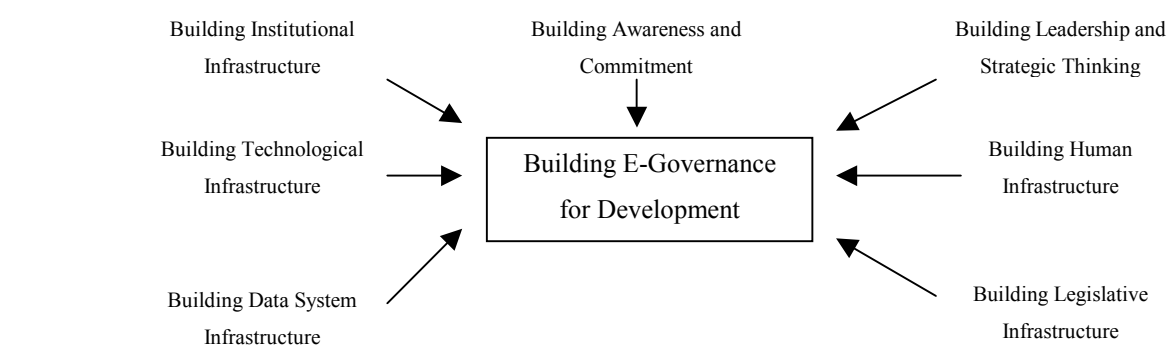 Building Institutional
Infrastructure
Building Awareness and
Commitment
Building Leadership and
Strategic Thinking
Building Technological
Infrastructure
Building E-Governance
for Development
Building Human
Infrastructure
Building Data System
Infrastructure
Building Legislative
Infrastructure